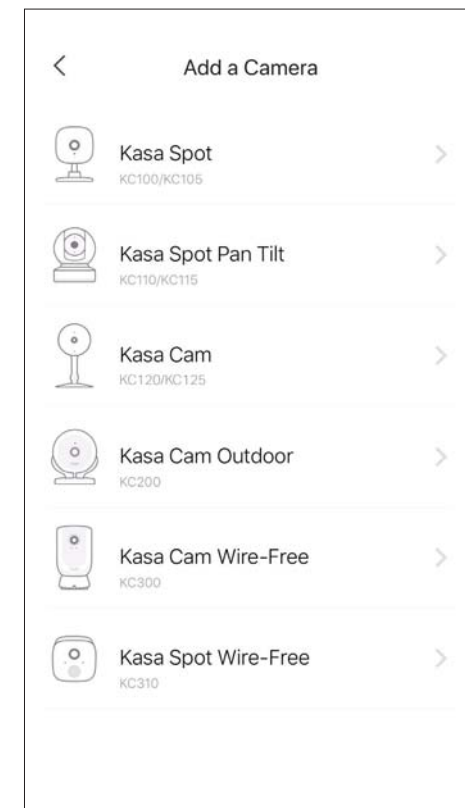 Add a Camera
Kasa Spot
KC100/KC105
Kasa Spot Pan Tilt
KC110/KC115
Kasa Cam
KC120/KC125
Kasa Cam Outdoor
KC200
Kasa Cam Wire-Free
KC300
Kasa Spot Wire-Free
KC310